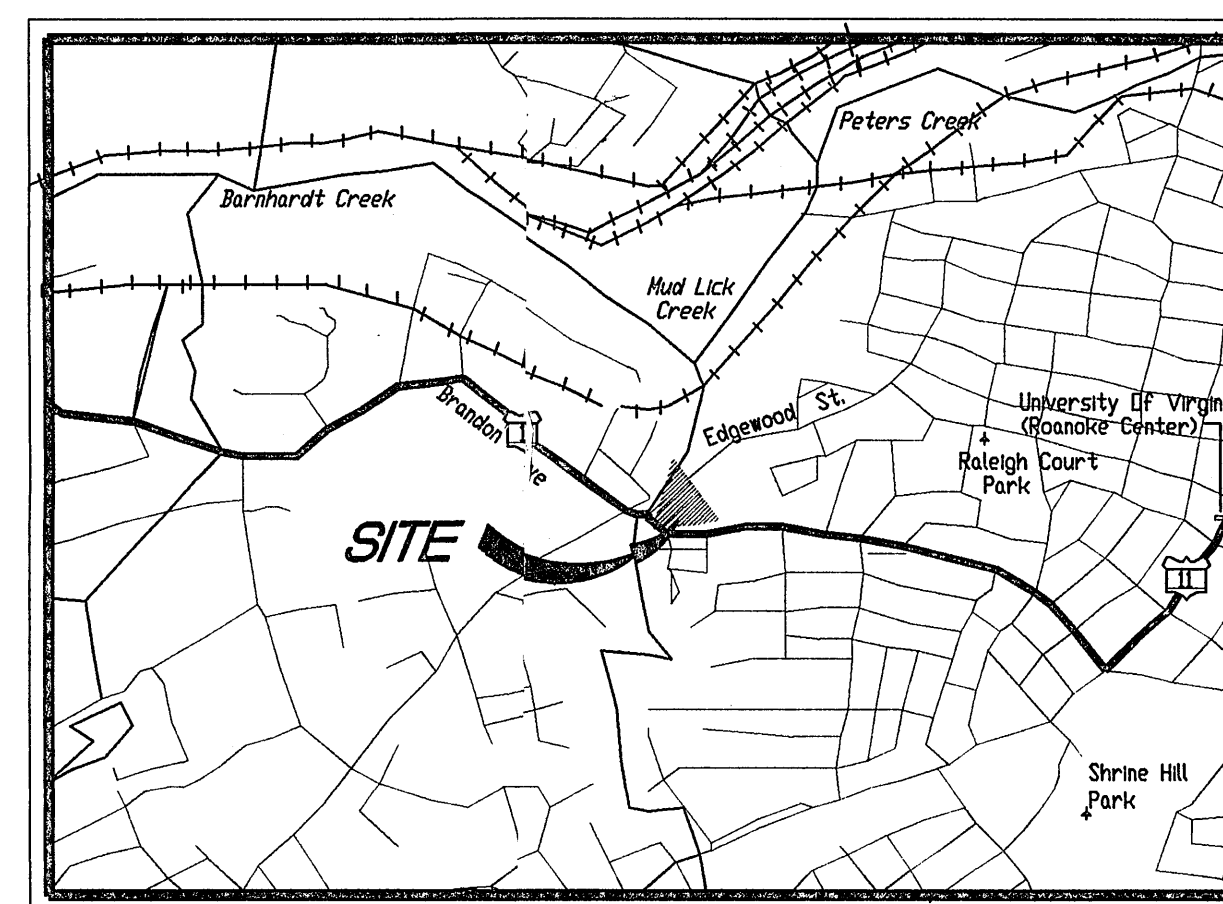 Peters Creek
Barnhardt Creek
Mud Lick
Creek
University Of Virgin
(Roanoke Center)
Edgewood St.
Brandon
Raleigh Court
Park
SITE
11
Shrine Hill
Park